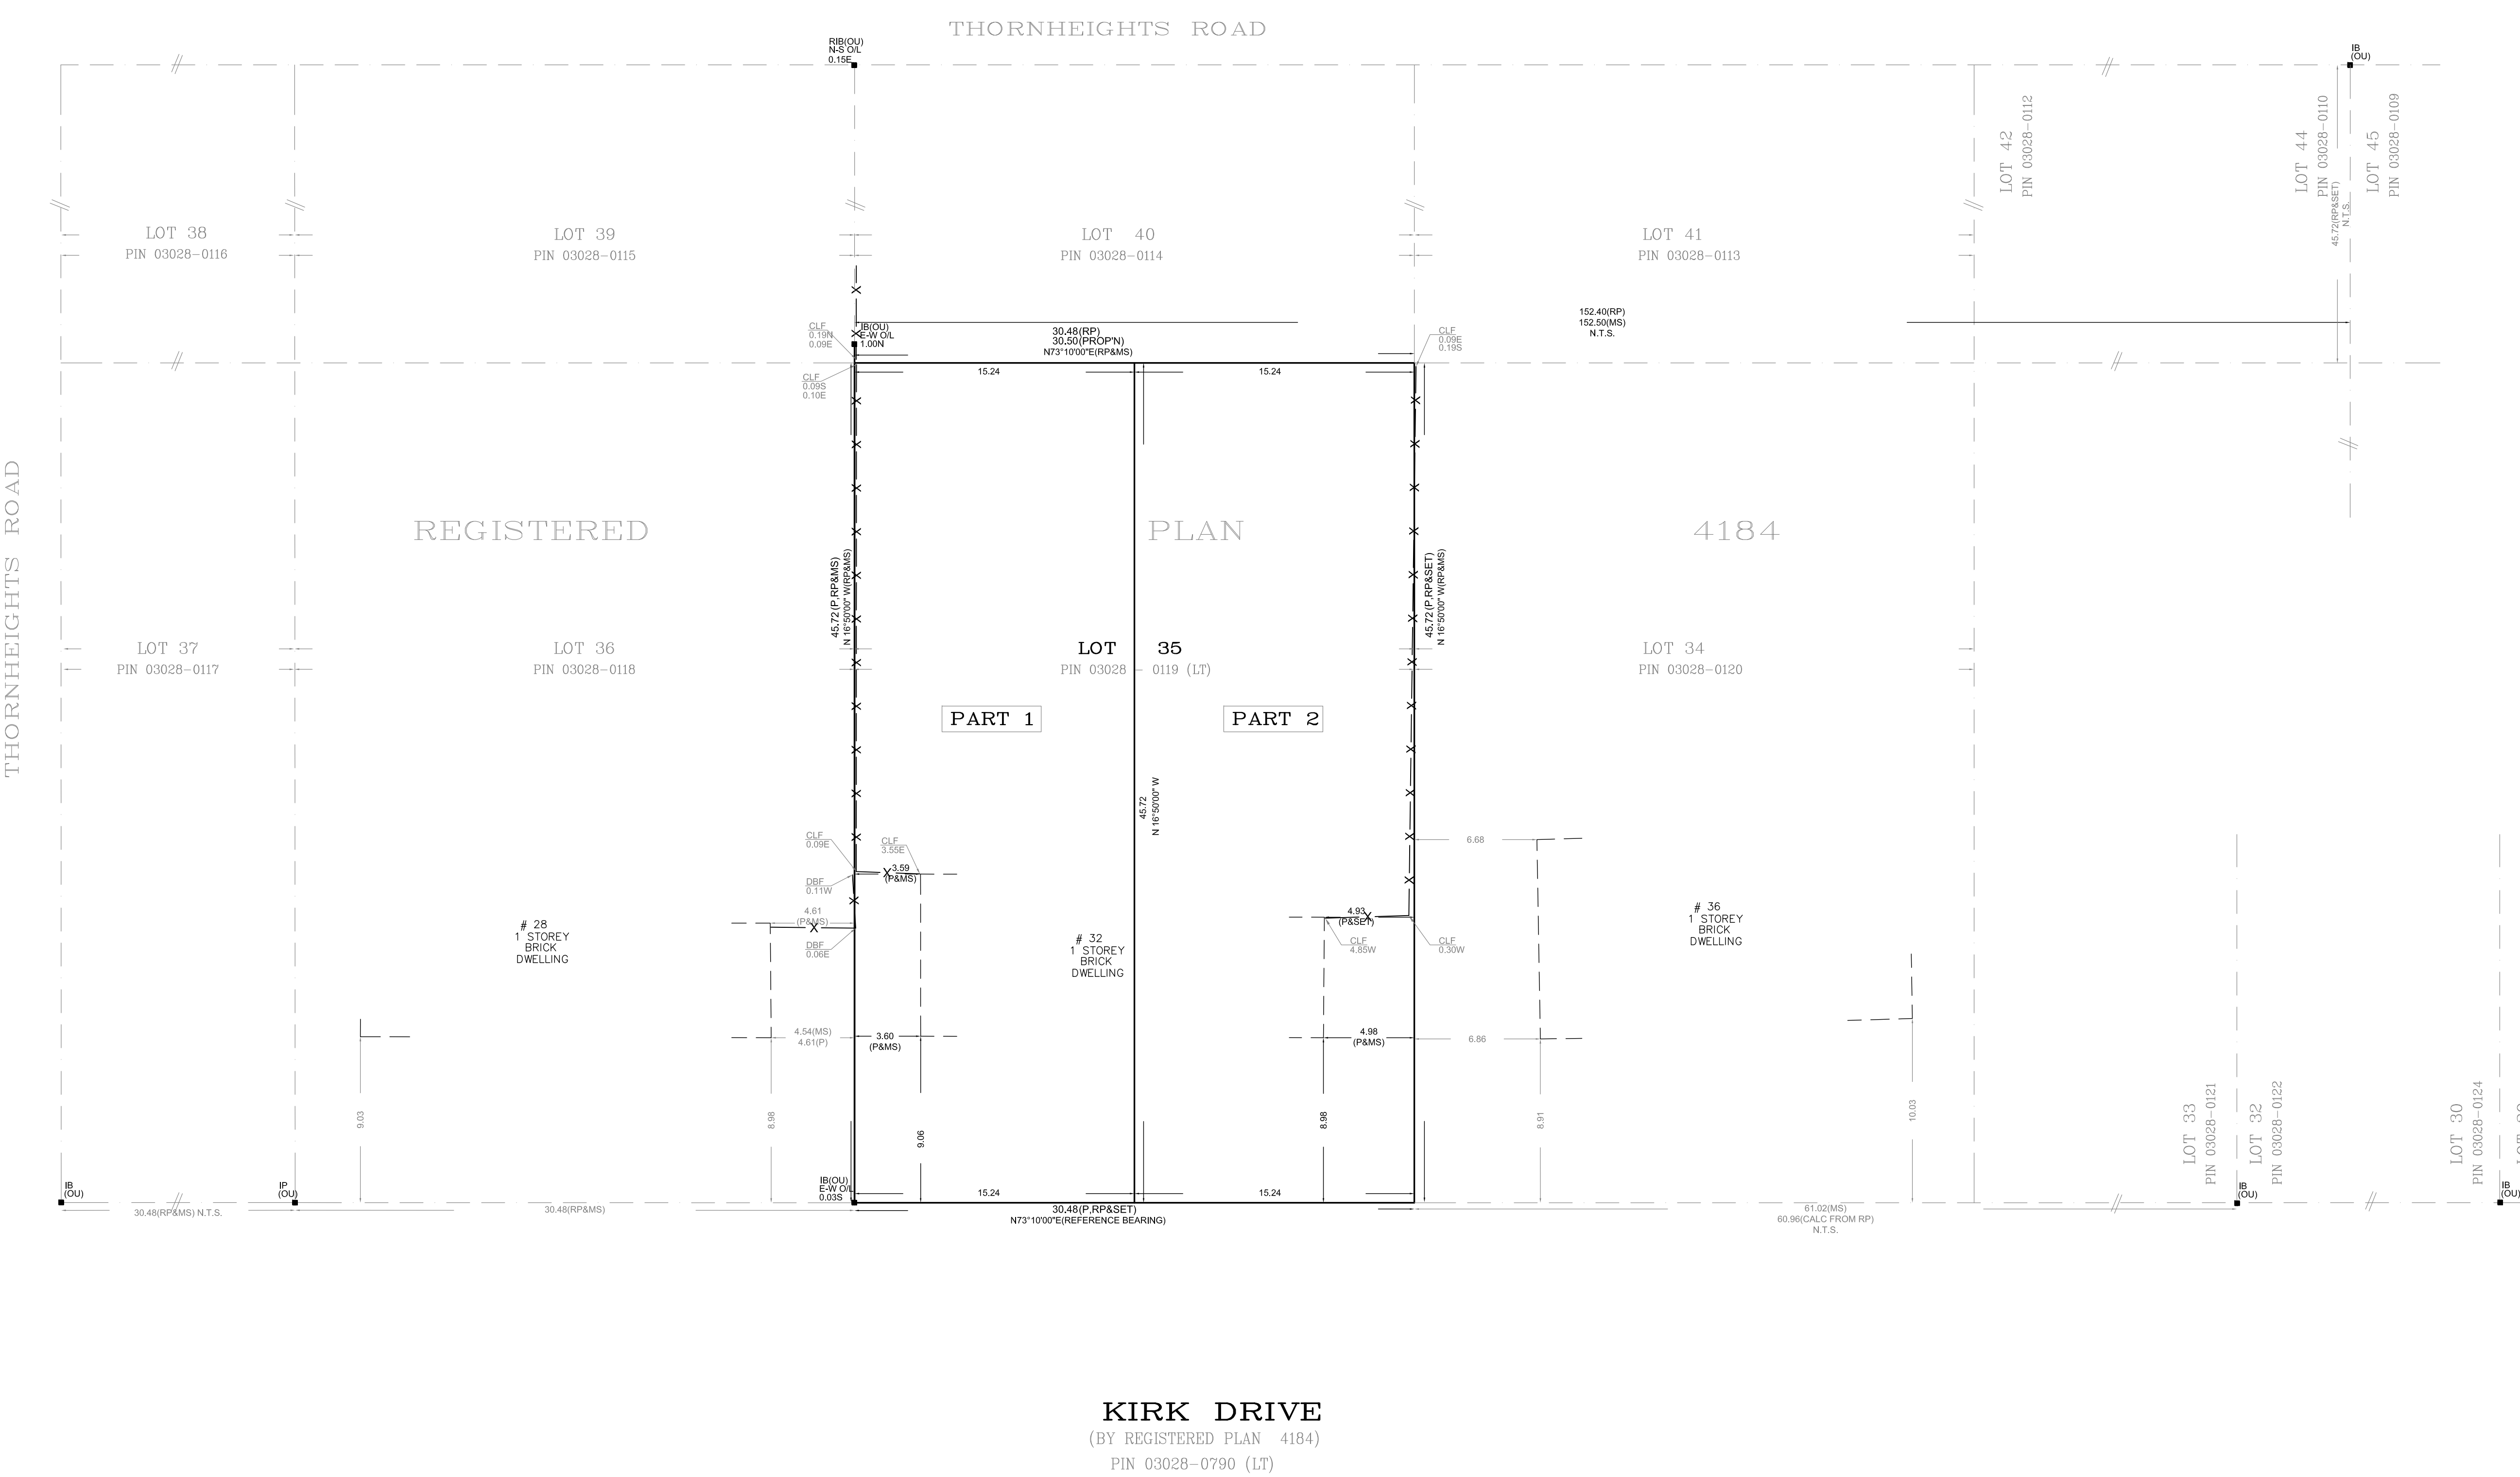 THORNHEIGHTS ROAD
RIB(OU)
N-S O/L
0.15E
IB
(OU)
LOT 42
PIN 03028-0112
LOT 44
PIN 03028-0110
LOT 45
PIN 03028-0109
45.72(RP&SET)
N.T.S.
LOT 38
PIN 03028-0116
LOT 39
PIN 03028-0115
LOT 40
PIN 03028-0114
LOT 41
PIN 03028-0113
CLF
0.19N
0.09E
IB(OU)
E-W O/L
1.00N
30.48(RP)
30.50(PROP'N)
N73°10'00"E(RP&MS)
CLF
0.09E
0.19S
152.40(RP)
152.50(MS)
N.T.S.
CLF
0.09S
0.10E
15.24
15.24
THORNHEIGHTS ROAD
REGISTERED PLAN 4184
45.72(P,RP&MS)
N 16°50'00" W(RP&MS)
45.72(P,RP&SET)
N 16°50'00" W(RP&MS)
LOT 37
PIN 03028-0117
LOT 36
PIN 03028-0118
LOT 35
PIN 03028 - 0119 (LT)
LOT 34
PIN 03028-0120
PART 1
PART 2
45.72
N 16°50'00" W
CLF
0.09E
CLF
3.55E
6.68
3.59
(P&MS)
DBF
0.11W
4.61
(P&MS)
4.93
(P&SET)
DBF
0.06E
CLF
4.85W
CLF
0.30W
# 28
1 STOREY
BRICK
DWELLING
# 32
1 STOREY
BRICK
DWELLING
# 36
1 STOREY
BRICK
DWELLING
4.54(MS)
4.61(P)
3.60
(P&MS)
4.98
(P&MS)
6.86
9.03
8.98
9.06
8.98
8.91
10.03
LOT 33
PIN 03028-0121
LOT 32
PIN 03028-0122
LOT 30
PIN 03028-0124
IB
(OU)
IP
(OU)
IB(OU)
E-W O/L
0.03S
15.24
15.24
IB
(OU)
IB
(OU)
30.48(RP&MS) N.T.S.
30.48(RP&MS)
30.48(P,RP&SET)
N73°10'00"E(REFERENCE BEARING)
61.02(MS)
60.96(CALC FROM RP)
N.T.S.
KIRK DRIVE
(BY REGISTERED PLAN 4184)
PIN 03028-0790 (LT)